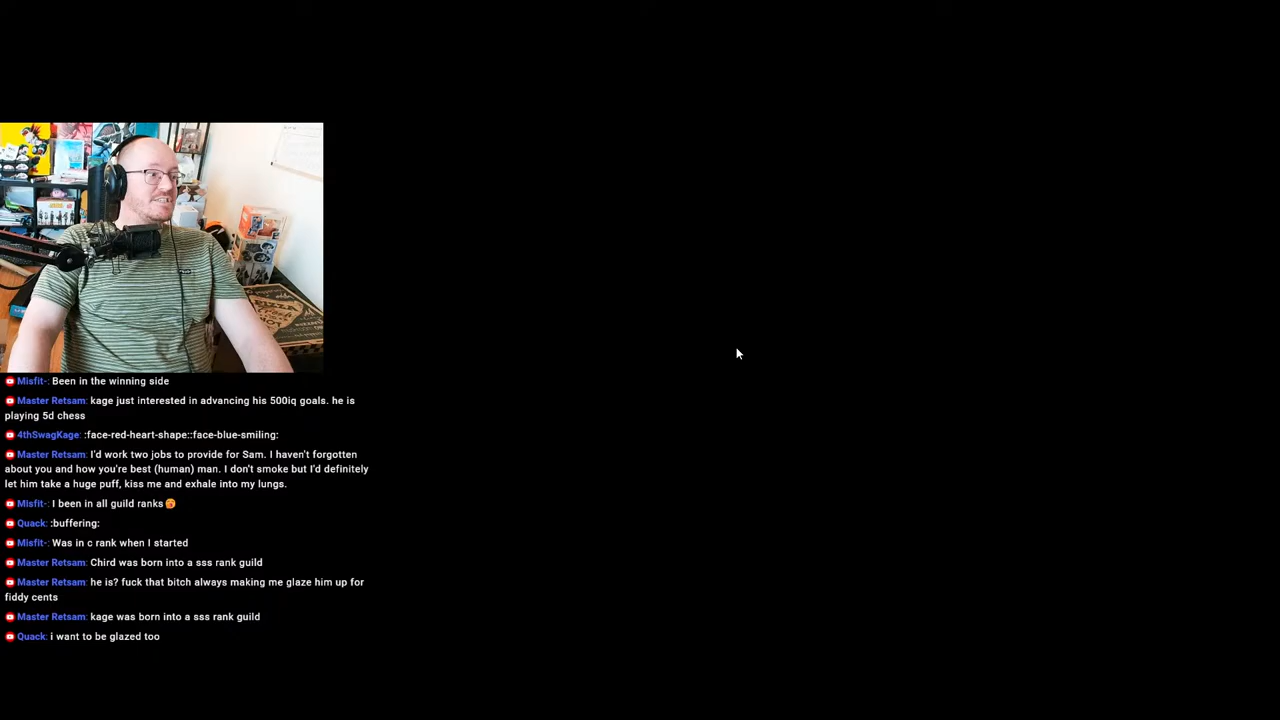 Misfit-: Been in the winning side
Master Retsam: kage just interested in advancing his 500iq goals. he is
playing 5d chess
4thSwagKage: :face-red-heart-shape::face-blue-smiling:
Master Retsam: I'd work two jobs to provide for Sam. I haven't forgotten
about you and how you're best (human) man. I don't smoke but I'd definitely
let him take a huge puff, kiss me and exhale into my lungs.
Misfit-: I been in all guild ranks
Quack: :buffering:
Misfit-: Was in c rank when I started
Master Retsam: Chird was born into a sss rank guild
Master Retsam: he is? fuck that bitch always making me glaze him up for
fiddy cents
Master Retsam: kage was born into a sss rank guild
Quack: i want to be glazed too